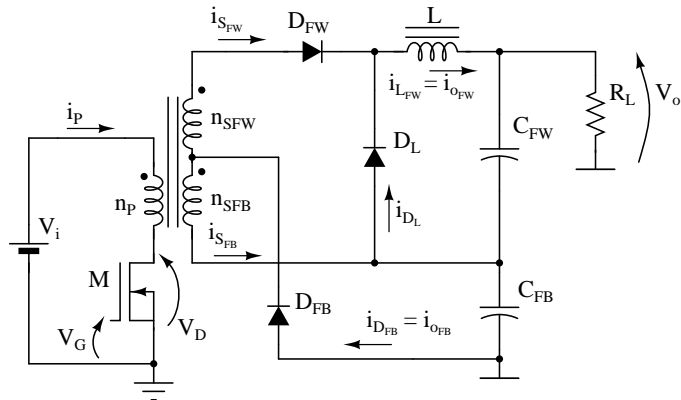 i_SFW
D_FW
L
i_LFW = i_oFW
R_L
V_o
i_P
n_SFW
D_L
C_FW
n_P
n_SFB
i_DL
V_i
i_SFB
M
D_FB
C_FB
V_G
V_D
i_DFB = i_oFB